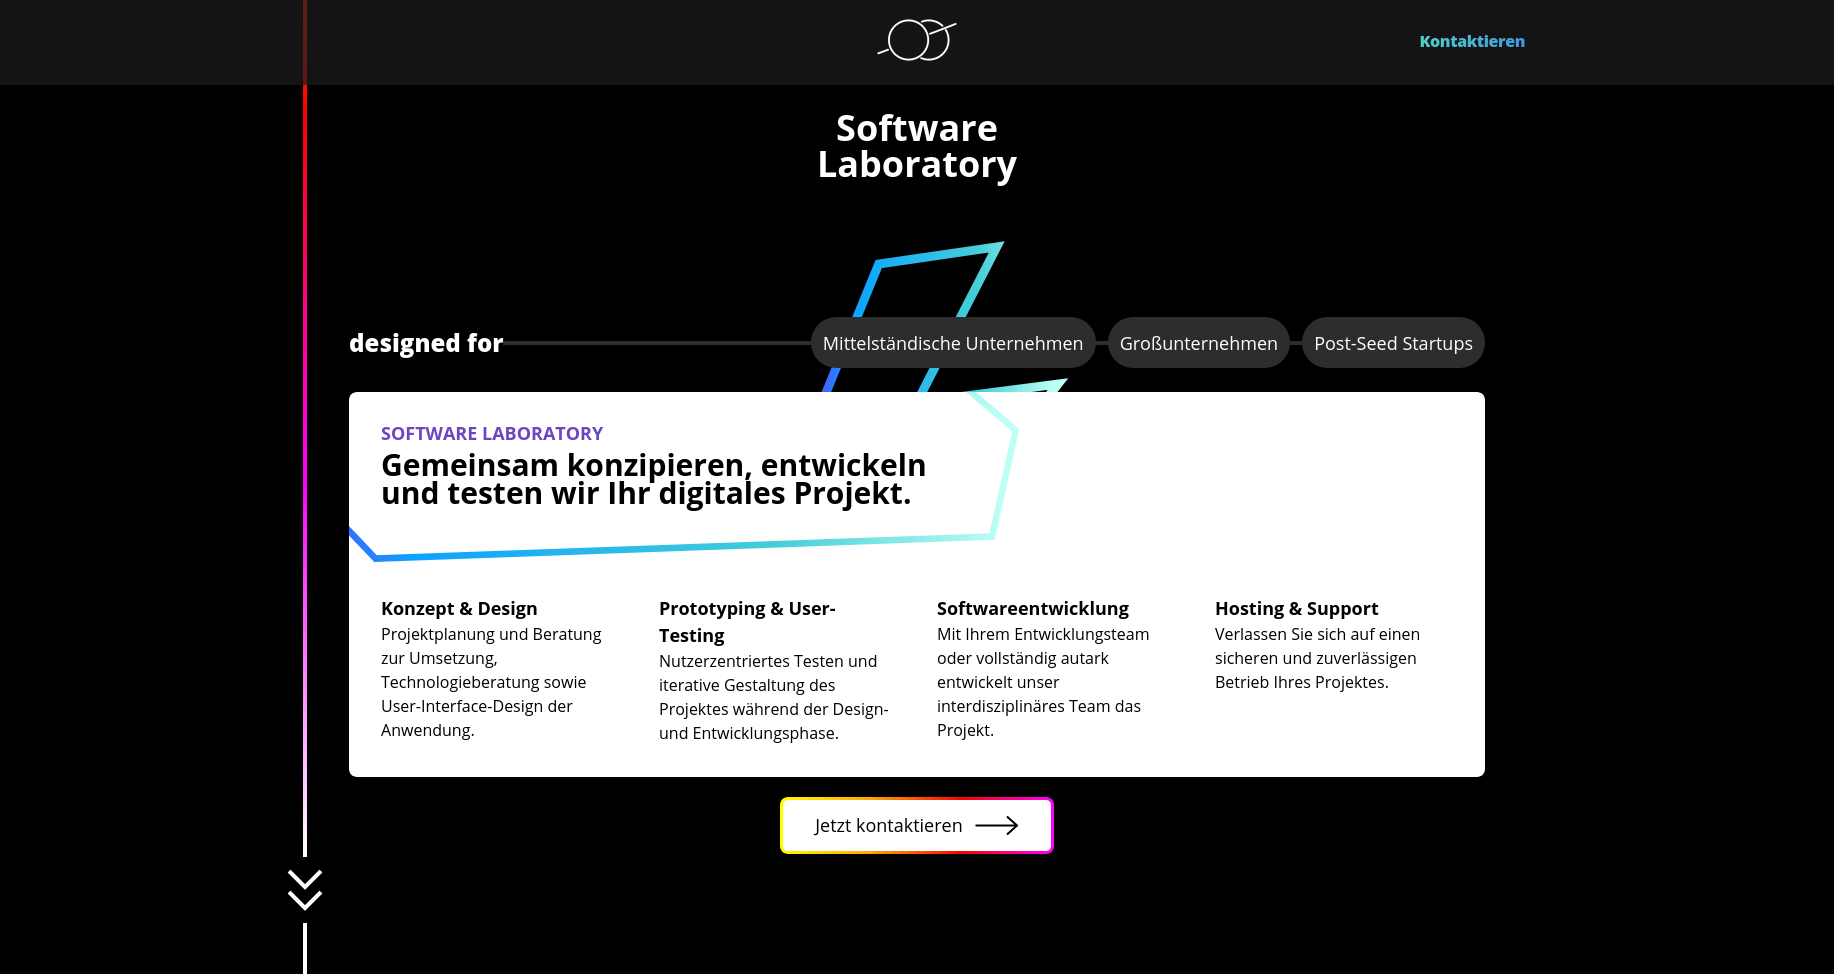 Kontaktieren
Software
Laboratory
designed for
Mittelständische Unternehmen
Großunternehmen
Post-Seed Startups
SOFTWARE LABORATORY
Gemeinsam konzipieren, entwickeln
und testen wir Ihr digitales Projekt.
Konzept & Design
Projektplanung und Beratung
zur Umsetzung,
Technologieberatung sowie
User-Interface-Design der
Anwendung.
Prototyping & User-
Testing
Nutzerzentriertes Testen und
iterative Gestaltung des
Projektes während der Design-
und Entwicklungsphase.
Softwareentwicklung
Mit Ihrem Entwicklungsteam
oder vollständig autark
entwickelt unser
interdisziplinäres Team das
Projekt.
Hosting & Support
Verlassen Sie sich auf einen
sicheren und zuverlässigen
Betrieb Ihres Projektes.
Jetzt kontaktieren